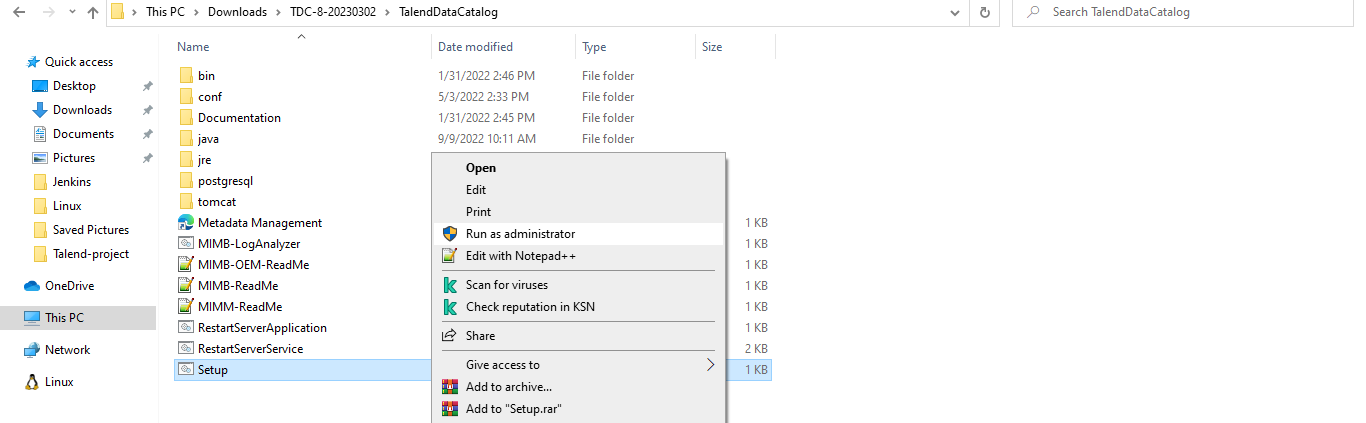 This PC > Downloads > TDC-8-20230302 > TalendDataCatalog
Search TalendDataCatalog
Name Date modified Type Size
Quick access
Desktop
Downloads
Documents
Pictures
Jenkins
Linux
Saved Pictures
Talend-project
OneDrive
This PC
Network
Linux
bin 1/31/2022 2:46 PM File folder
conf 5/3/2022 2:33 PM File folder
Documentation 1/31/2022 2:45 PM File folder
java 9/9/2022 10:11 AM File folder
jre
postgresql
tomcat
Metadata Management 1 KB
MIMB-LogAnalyzer 1 KB
MIMB-OEM-ReadMe 1 KB
MIMB-ReadMe 1 KB
MIMM-ReadMe 1 KB
RestartServerApplication 1 KB
RestartServerService 2 KB
Setup 1 KB
Open
Edit
Print
Run as administrator
Edit with Notepad++
Scan for viruses
Check reputation in KSN
Share
Give access to
Add to archive...
Add to "Setup.rar"